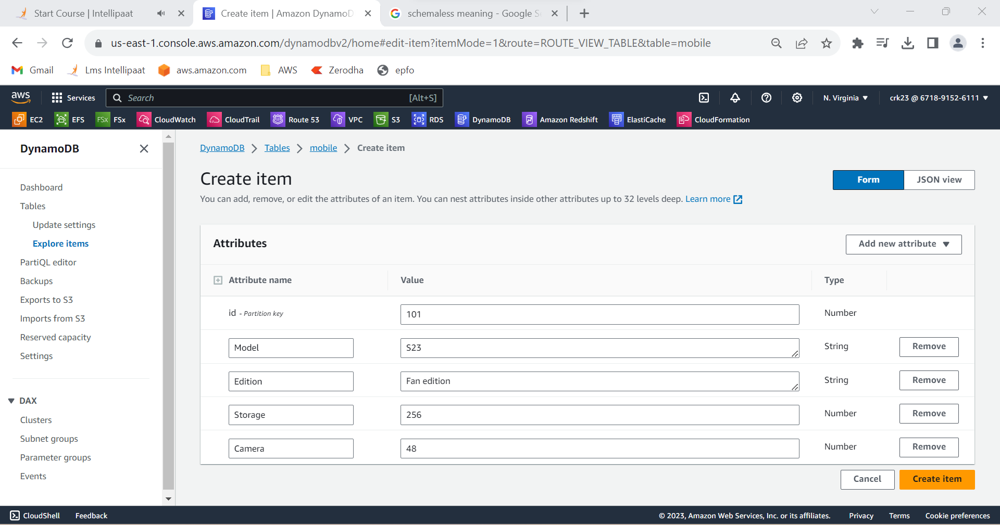 Start Course | Intellipaat
Create item | Amazon DynamoD
schemaless meaning - Google S
us-east-1.console.aws.amazon.com/dynamodbv2/home#edit-item?itemMode=1&route=ROUTE_VIEW_TABLE&table=mobile
Gmail Lms Intellipaat aws.amazon.com AWS Zerodha epfo
aws Services Search [Alt+S] N. Virginia crk23 @ 6718-9152-6111
EC2 EFS FSx FSx CloudWatch CloudTrail Route 53 VPC S3 RDS DynamoDB Amazon Redshift ElastiCache CloudFormation
DynamoDB
Dashboard
Tables
Update settings
Explore items
PartiQL editor
Backups
Exports to S3
Imports from S3
Reserved capacity
Settings
DAX
Clusters
Subnet groups
Parameter groups
Events
DynamoDB Tables mobile Create item
Create item
Form JSON view
You can add, remove, or edit the attributes of an item. You can nest attributes inside other attributes up to 32 levels deep. Learn more
Attributes
Add new attribute
Attribute name Value Type
id - Partition key 101 Number
Model S23 String Remove
Edition Fan edition String Remove
Storage 256 Number Remove
Camera 48 Number Remove
Cancel Create item
CloudShell Feedback © 2023, Amazon Web Services, Inc. or its affiliates. Privacy Terms Cookie preferences